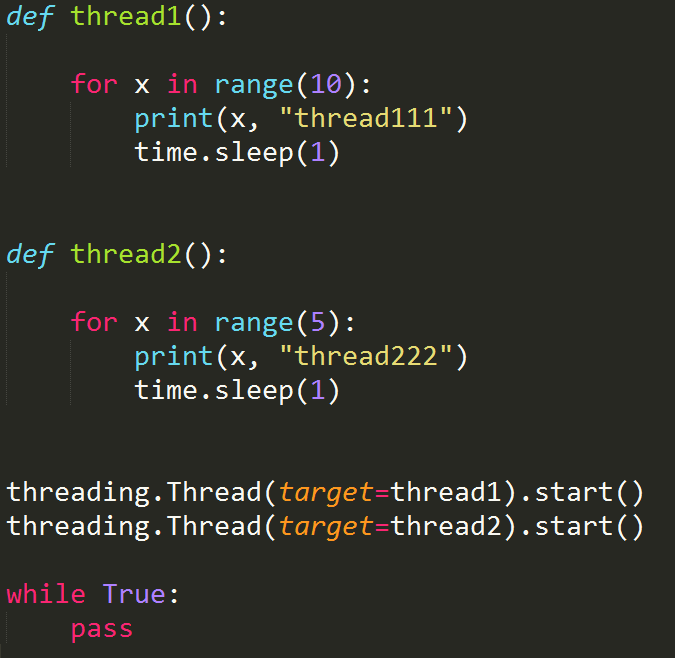 def thread1():
    for x in range(10):
        print(x, "thread111")
        time.sleep(1)
def thread2():
    for x in range(5):
        print(x, "thread222")
        time.sleep(1)
threading.Thread(target=thread1).start()
threading.Thread(target=thread2).start()
while True:
    pass